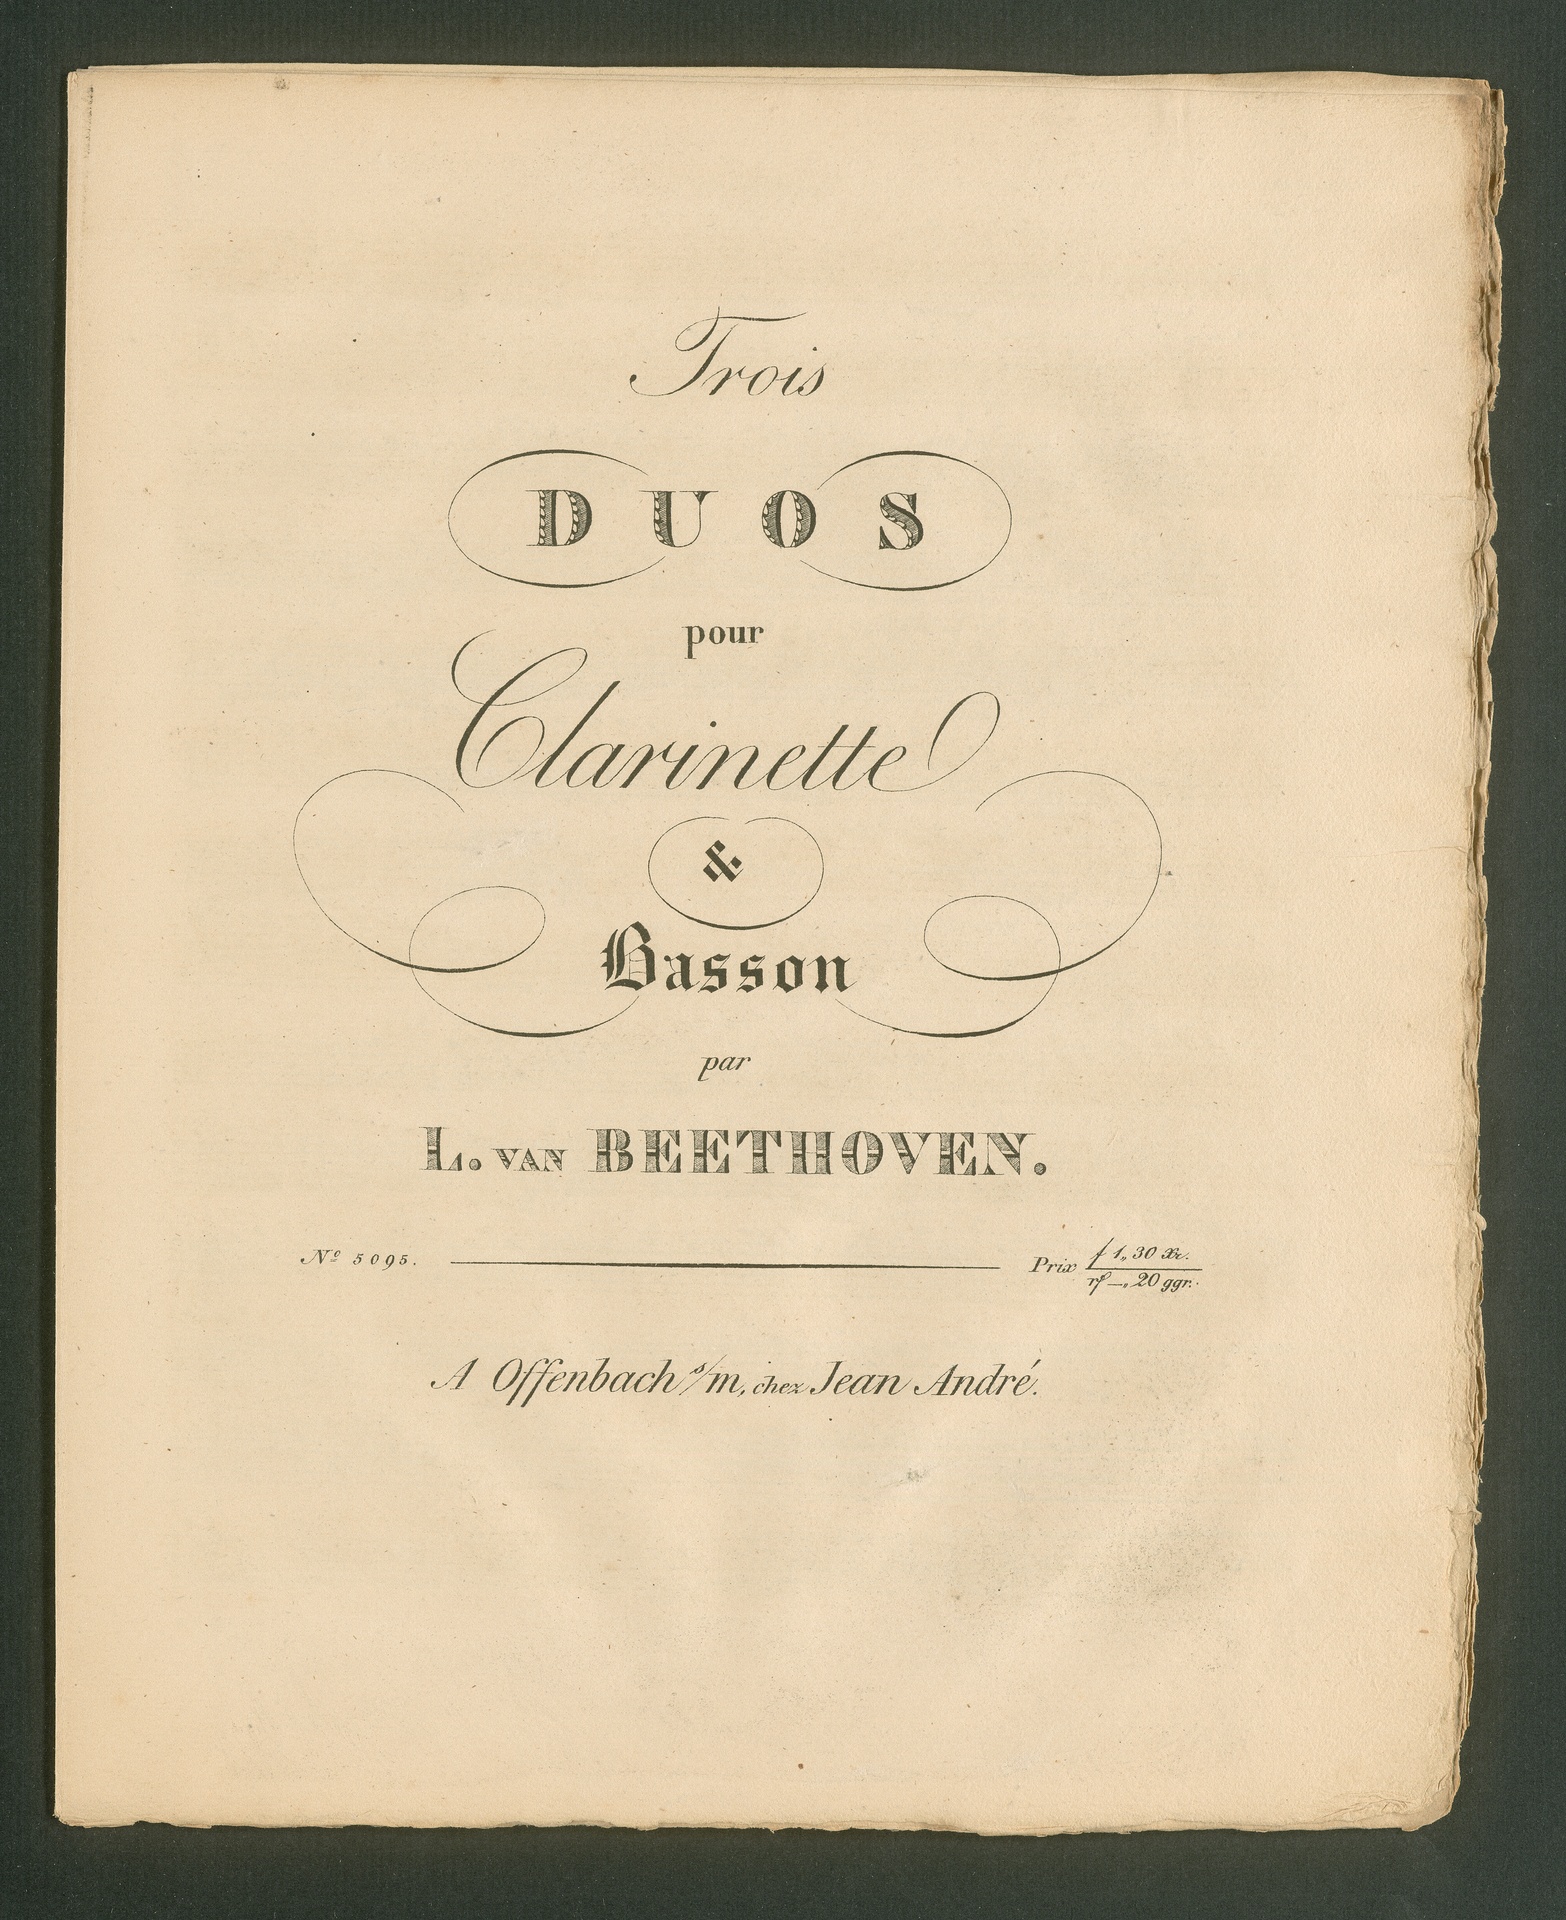 Trois
DUOS
pour
Clarinette
&
Basson
par
L. VAN BEETHOVEN.
Nº 5095. Prix f 1,, 30 xr.
rf —,, 20 ggr.
A Offenbach s/m, chez Jean André.